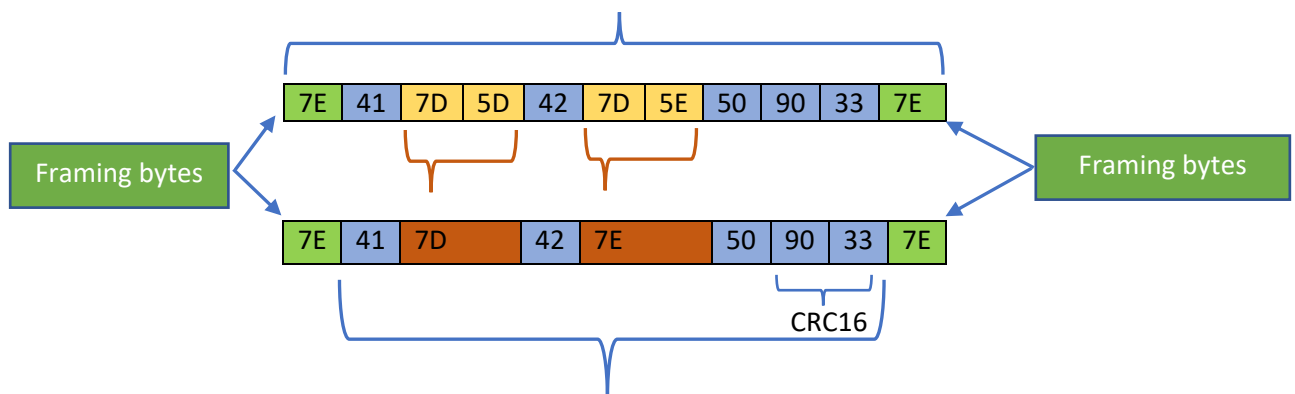 7E 41 7D 5D 42 7D 5E 50 90 33 7E
Framing bytes
Framing bytes
7E 41 7D 42 7E 50 90 33 7E
CRC16